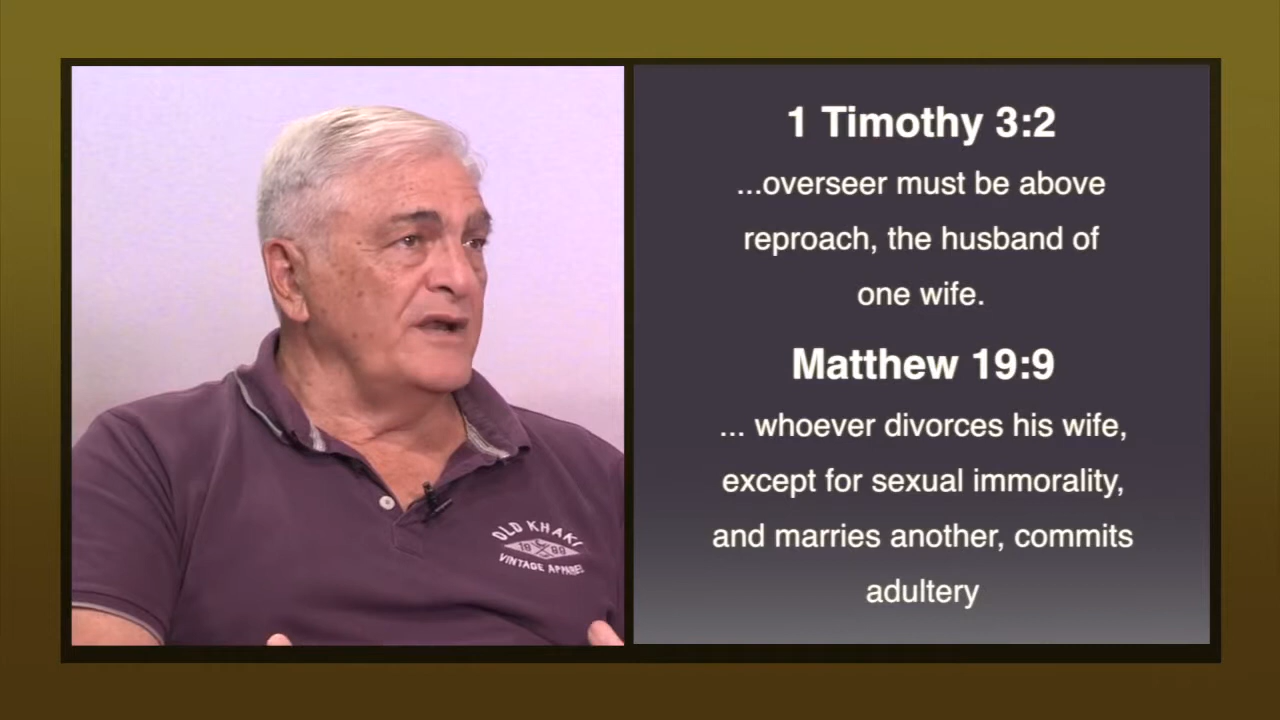 1 Timothy 3:2
...overseer must be above
reproach, the husband of
one wife.
Matthew 19:9
... whoever divorces his wife,
except for sexual immorality,
and marries another, commits
adultery
OLD KHAKI
VINTAGE APPAREL